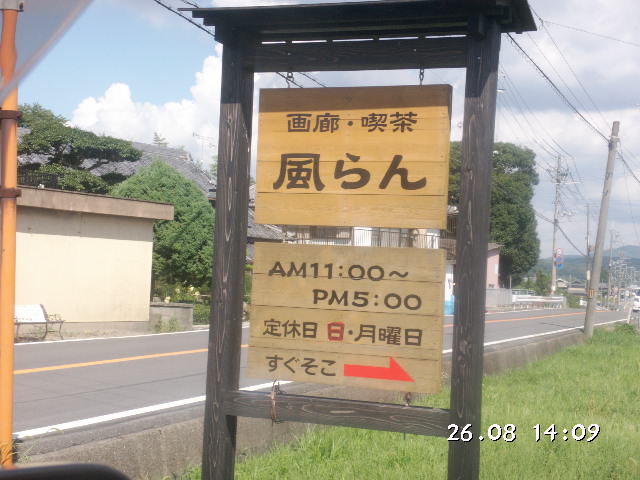 画廊・喫茶
風らん
AM11:00～
PM5:00
定休日 日・月曜日
すぐそこ
26.08 14:09